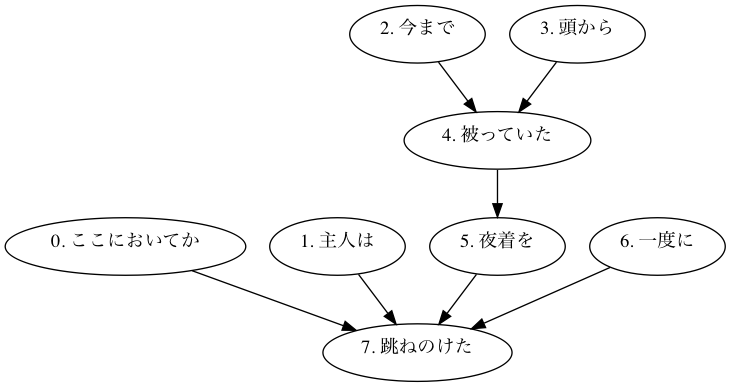 2. 今まで
3. 頭から
4. 被っていた
0. ここにおいてか
1. 主人は
5. 夜着を
6. 一度に
7. 跳ねのけた